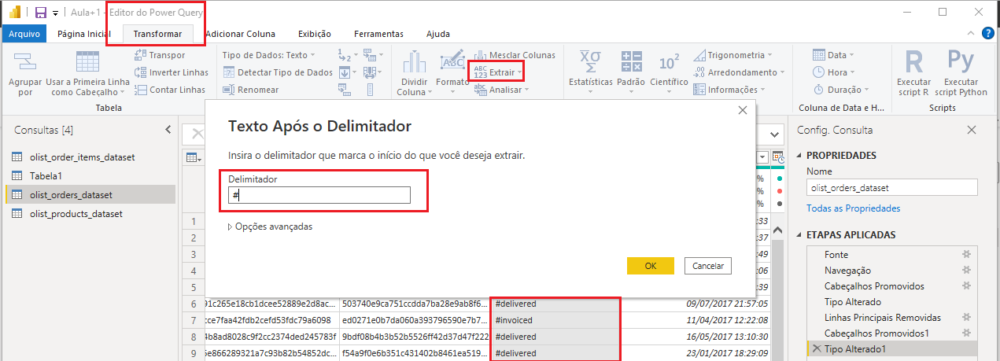 Aula+1 - Editor do Power Query
Arquivo Página Inicial Transformar Adicionar Coluna Exibição Ferramentas Ajuda
Agrupar por
Usar a Primeira Linha como Cabeçalho
Transpor
Inverter Linhas
Contar Linhas
Tabela
Tipo de Dados: Texto
Detectar Tipo de Dados
Renomear
Dividir Coluna
Formato
Mesclar Colunas
Extrair
Analisar
Estatísticas
Padrão
Científico
Trigonometria
Arredondamento
Informações
Data
Hora
Duração
Coluna de Data e H...
Executar script R
Executar script Python
Scripts
Consultas [4]
olist_order_items_dataset
Tabela1
olist_orders_dataset
olist_products_dataset
Texto Após o Delimitador
Insira o delimitador que marca o início do que você deseja extrair.
Delimitador
#
Opções avançadas
OK Cancelar
%
%
%
1 :33
2 :37
3 :49
4 :06
5 :39
6 91c265e18cb1dcee52889e2d8ac... 503740e9ca751ccdda7ba28e9ab8f6... #delivered 09/07/2017 21:57:05
7 cce7faa42fdb2cefd53fdc79a6098 ed0271e0b7da060a393796590e7b7... #invoiced 11/04/2017 12:22:08
8 4b8ad8028c9f2cc2374ded245783f 9bdf08b4b3b52b5526ff42d37d47f222 #delivered 16/05/2017 13:10:30
9 5e866289321a7c93b82b54852dc... f54a9f0e6b351c431402b8461ea519... #delivered 23/01/2017 18:29:09
Config. Consulta
PROPRIEDADES
Nome
olist_orders_dataset
Todas as Propriedades
ETAPAS APLICADAS
Fonte
Navegação
Cabeçalhos Promovidos
Tipo Alterado
Linhas Principais Removidas
Cabeçalhos Promovidos1
Tipo Alterado1